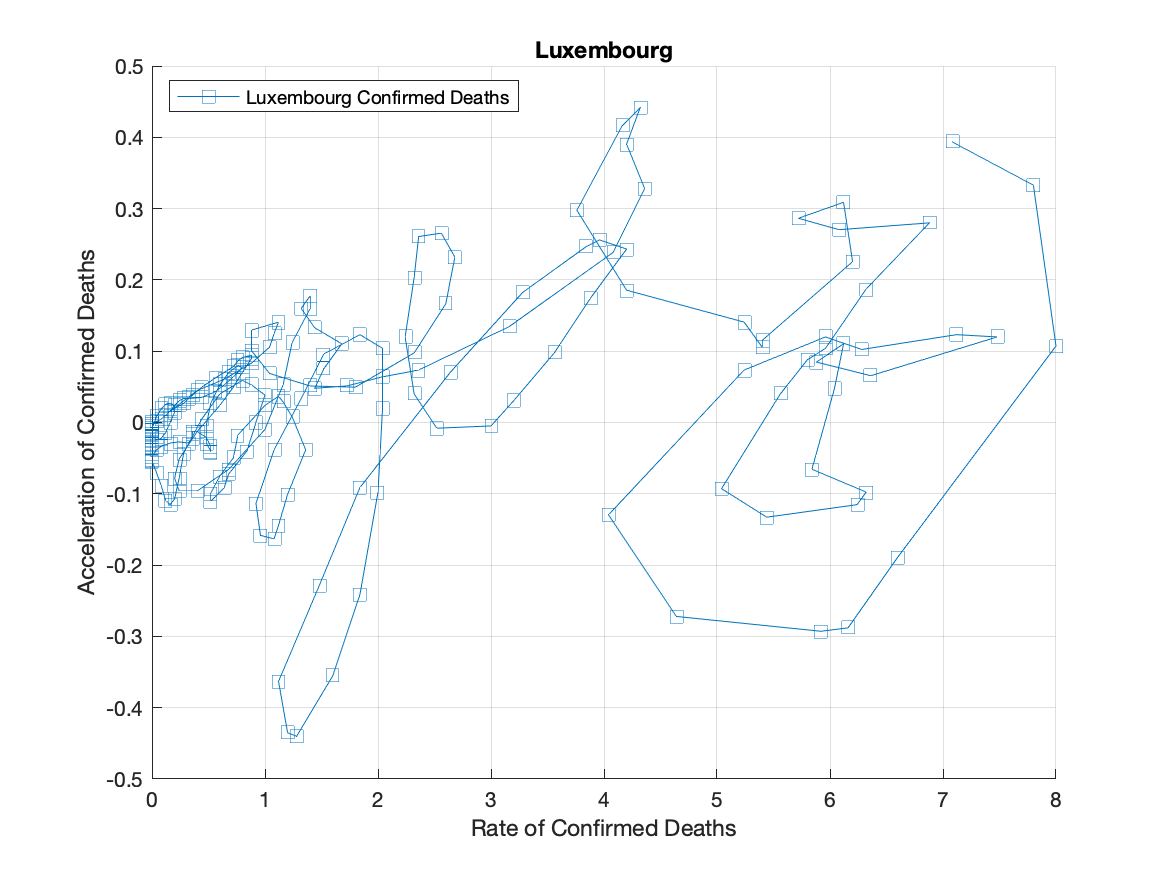 Luxembourg
Luxembourg Confirmed Deaths
0.5
0.4
0.3
0.2
0.1
0
-0.1
-0.2
-0.3
-0.4
-0.5
Acceleration of Confirmed Deaths
0 1 2 3 4 5 6 7 8
Rate of Confirmed Deaths